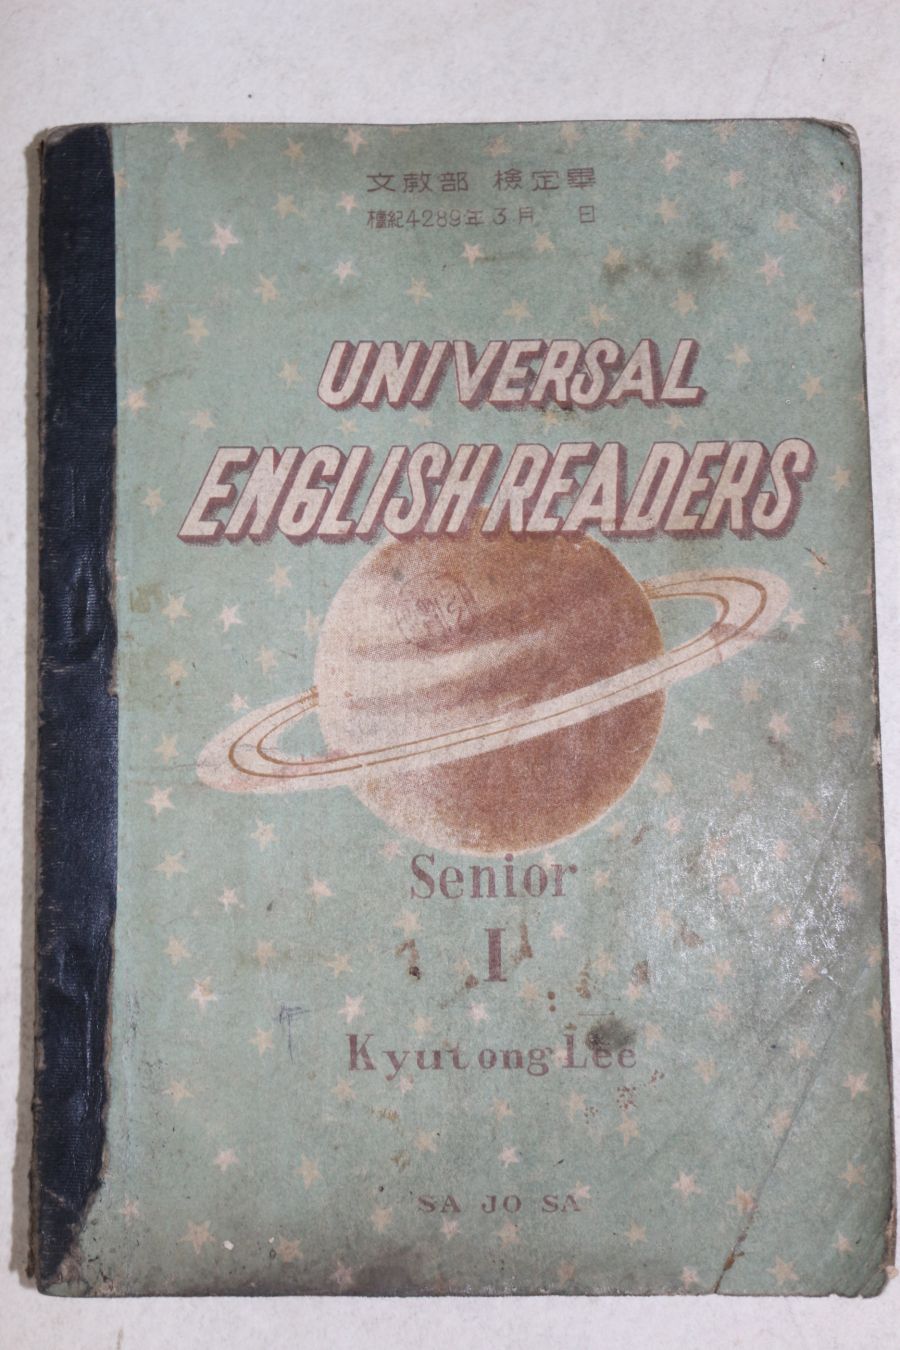 文敎部 檢定畢
檀紀4289年3月 日
UNIVERSAL
ENGLISH READERS
Senior
I
Kyutong Lee
SA JO SA